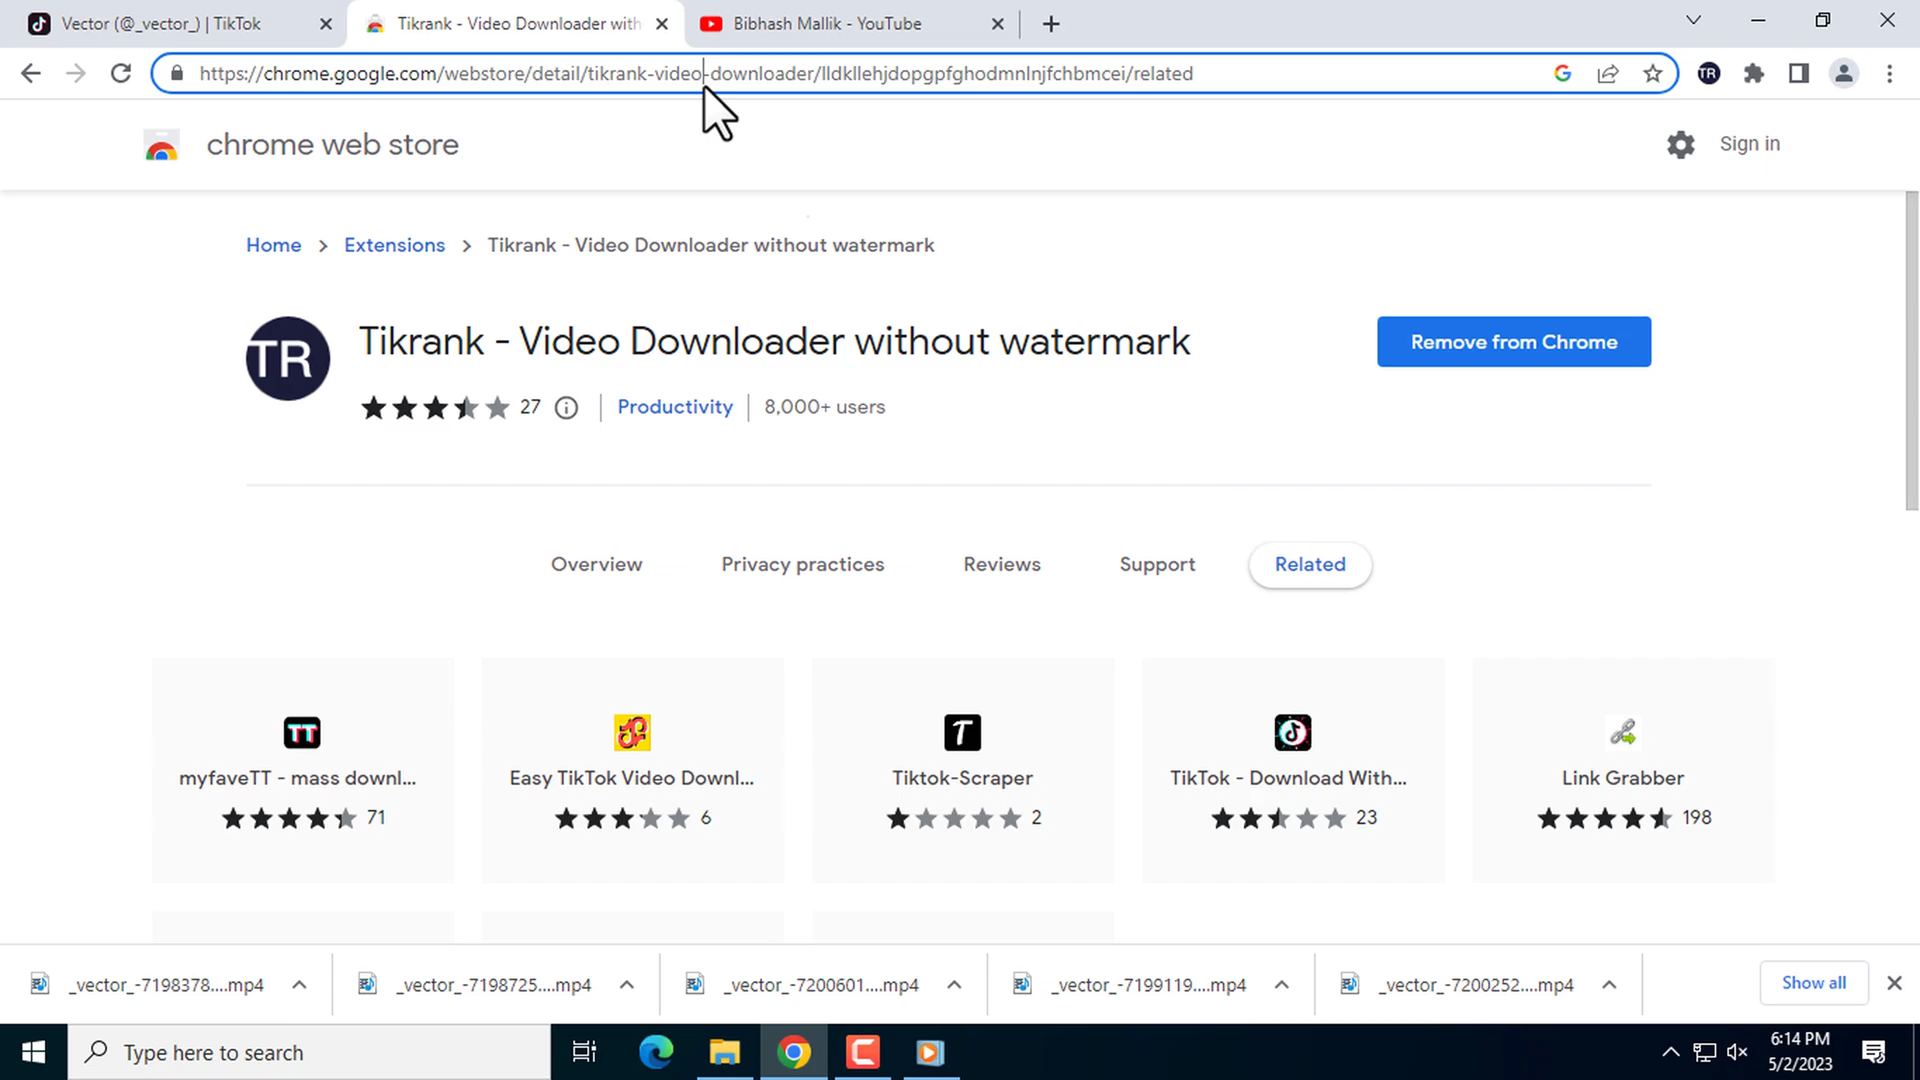 Vector (@_vector_) | TikTok
Tikrank - Video Downloader with
Bibhash Mallik - YouTube
https://chrome.google.com/webstore/detail/tikrank-video-downloader/lldkllehjdopgpfghodmnlnjfchbmcei/related
TR
chrome web store
Sign in
Home > Extensions > Tikrank - Video Downloader without watermark
TR
Tikrank - Video Downloader without watermark
Remove from Chrome
27
Productivity
8,000+ users
Overview
Privacy practices
Reviews
Support
Related
TT
T
myfaveTT - mass downl...
Easy TikTok Video Downl...
Tiktok-Scraper
TikTok - Download With...
Link Grabber
71
6
2
23
198
_vector_-7198378....mp4
_vector_-7198725....mp4
_vector_-7200601....mp4
_vector_-7199119....mp4
_vector_-7200252....mp4
Show all
Type here to search
6:14 PM
5/2/2023